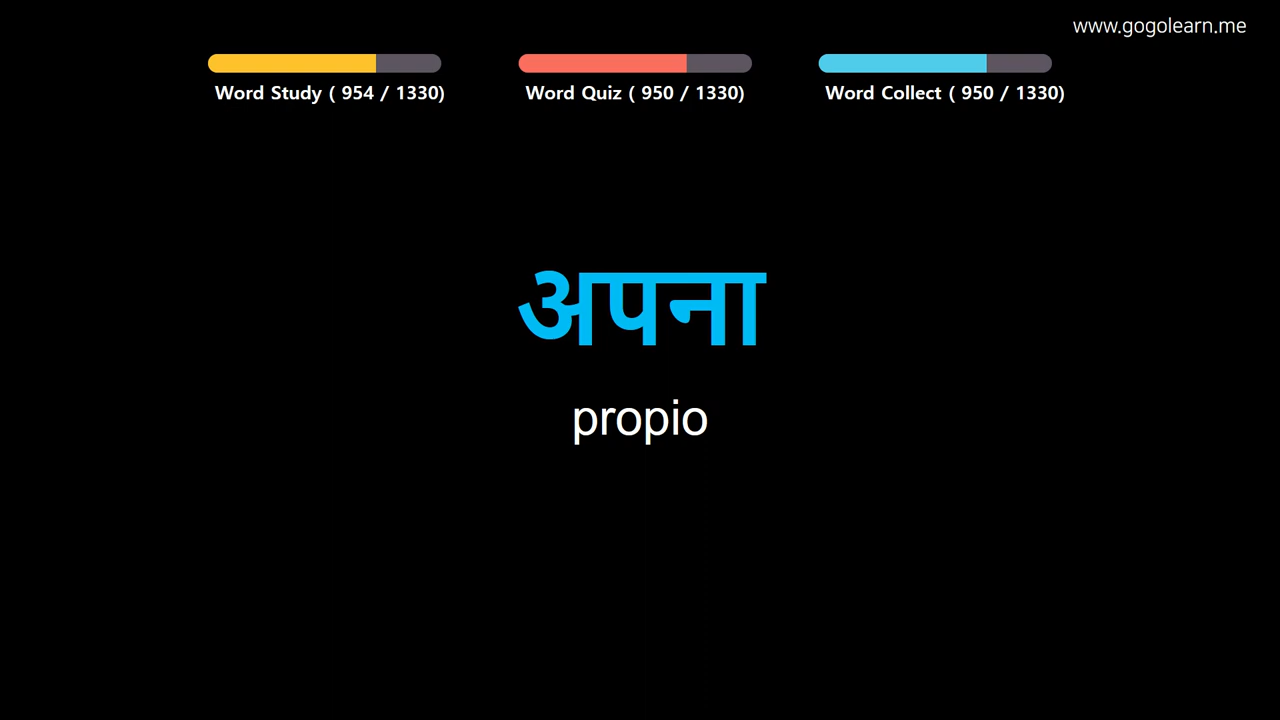 www.gogolearn.me
Word Study ( 954 / 1330)
Word Quiz ( 950 / 1330)
Word Collect ( 950 / 1330)
अपना
propio